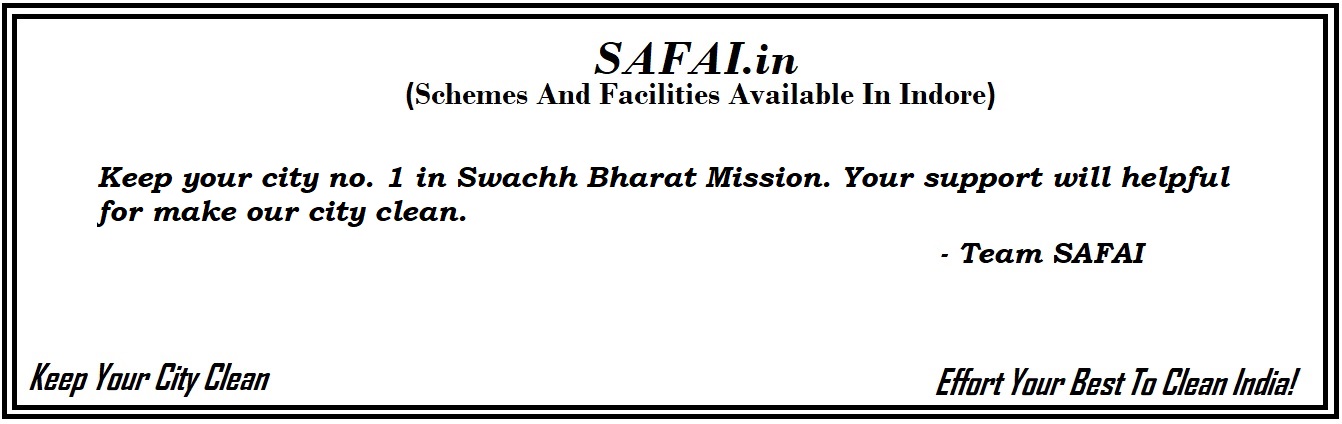 SAFAI.in
(Schemes And Facilities Available In Indore)
Keep your city no. 1 in Swachh Bharat Mission. Your support will helpful
for make our city clean.
- Team SAFAI
Keep Your City Clean
Effort Your Best To Clean India!